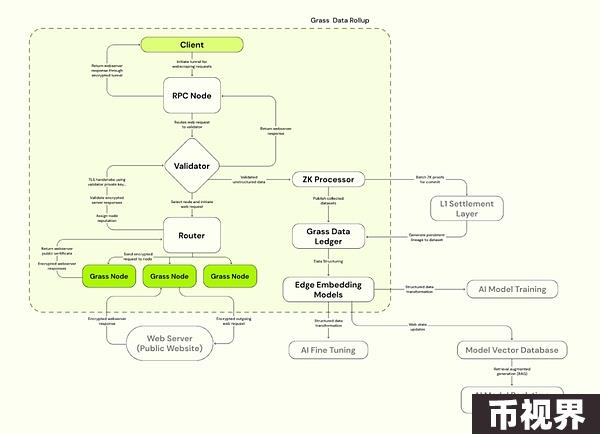 Grass Data Rollup
Client
Return webserver
response through
encrypted tunnel
Initiate tunnel for
webscraping requests
RPC Node
Routes web request
to validator
Return webserver
response
Validator
TLS handshake using
validator private key...
Validate encrypted
server responses
Assign node
reputation
Validated
unstructured data
ZK Processor
Batch ZK proofs
for commit
Select node and initiate
web request
Publish collected
datasets
L1 Settlement
Layer
Router
Grass Data
Ledger
Generate persistent
lineage to dataset
Return webserver
public certificate
Send encrypted
request to node
Encrypted webserver
responses
Data Structuring
Grass Node
Grass Node
Grass Node
Edge Embedding
Models
Structured data
transformation
AI Model Training
Encrypted webserver
response
Encrypted outgoing
web request
Structured data
transformation
Web state
updates
Web Server
(Public Website)
AI Fine Tuning
Model Vector Database
Retrieval augmented
generation (RAG)
币视界